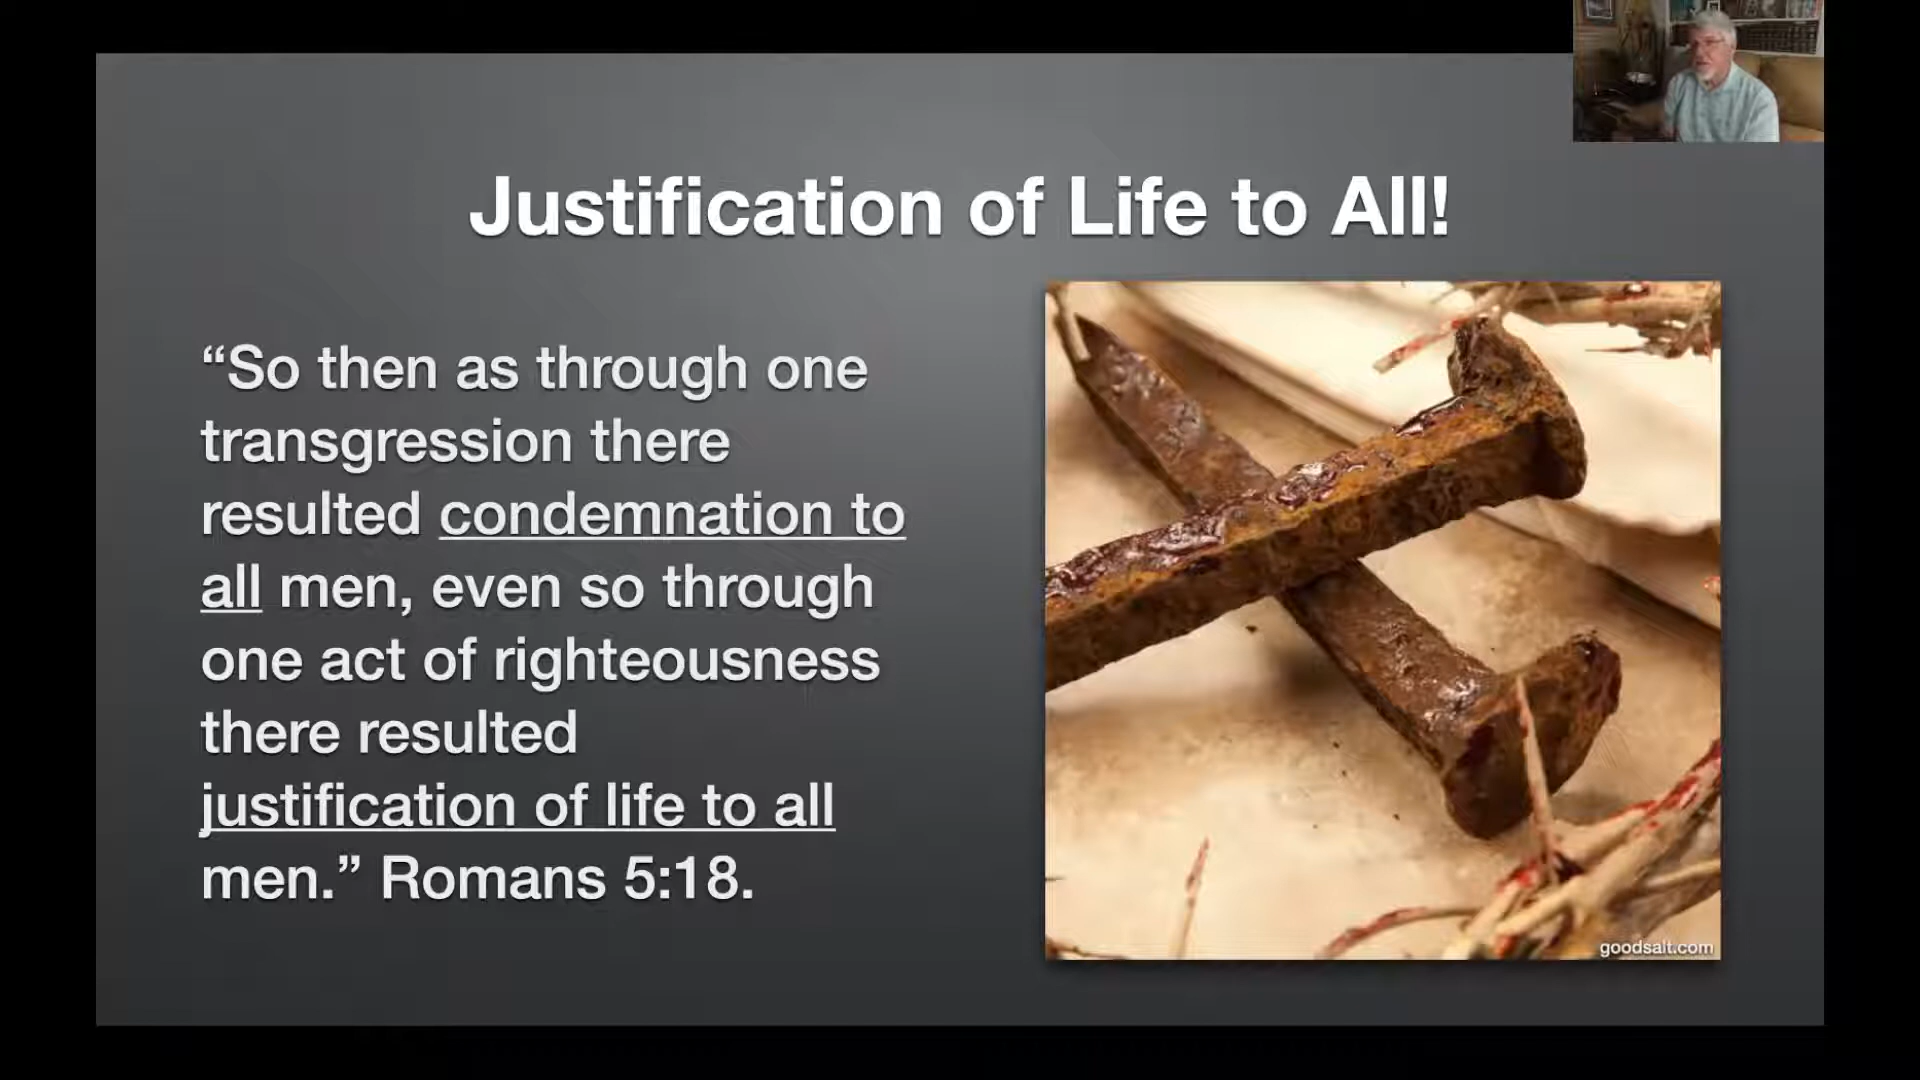 Justification of Life to All!
“So then as through one
transgression there
resulted condemnation to
all men, even so through
one act of righteousness
there resulted
justification of life to all
men.” Romans 5:18.
goodsalt.com